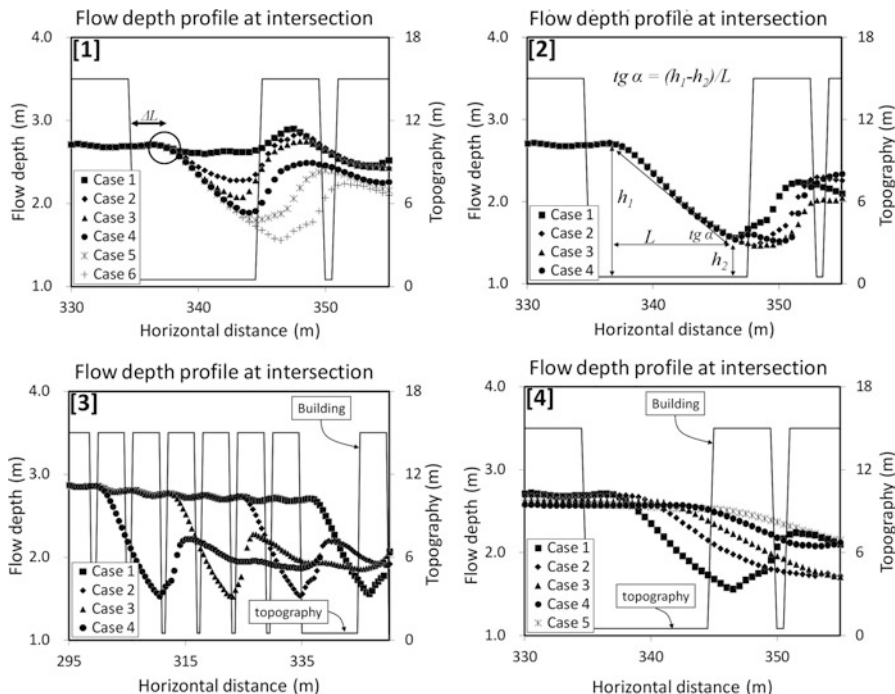 Flow depth profile at intersection
[1]
4.0
3.0
2.0
1.0
18
12
6
0
Flow depth (m)
Topography (m)
ΔL
Case 1
Case 2
Case 3
Case 4
Case 5
Case 6
330
340
350
Horizontal distance (m)
Flow depth profile at intersection
[2]
tg α = (h1-h2)/L
4.0
3.0
2.0
1.0
18
12
6
0
Flow depth (m)
Topography (m)
h1
L
tg α
h2
Case 1
Case 2
Case 3
Case 4
330
340
350
Horizontal distance (m)
Flow depth profile at intersection
[3]
Building
4.0
3.0
2.0
1.0
18
12
6
0
Flow depth (m)
Topography (m)
Case 1
Case 2
Case 3
Case 4
topography
295
315
335
Horizontal distance (m)
Flow depth profile at intersection
[4]
Building
4.0
3.0
2.0
1.0
18
12
6
0
Flow depth (m)
Topography (m)
Case 1
Case 2
Case 3
Case 4
Case 5
topography
330
340
350
Horizontal distance (m)